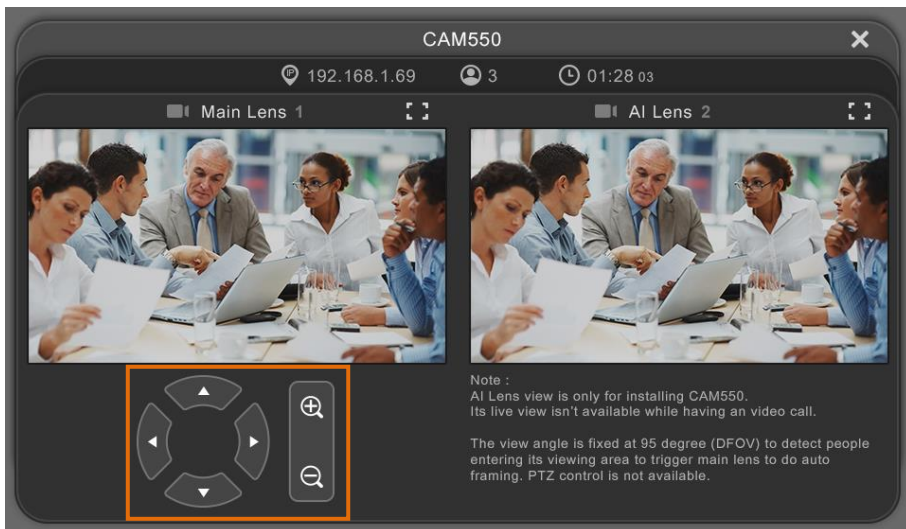 CAM550
192.168.1.69 3 01:28 03
Main Lens 1
AI Lens 2
Note :
AI Lens view is only for installing CAM550.
Its live view isn't available while having an video call.
The view angle is fixed at 95 degree (DFOV) to detect people
entering its viewing area to trigger main lens to do auto
framing. PTZ control is not available.